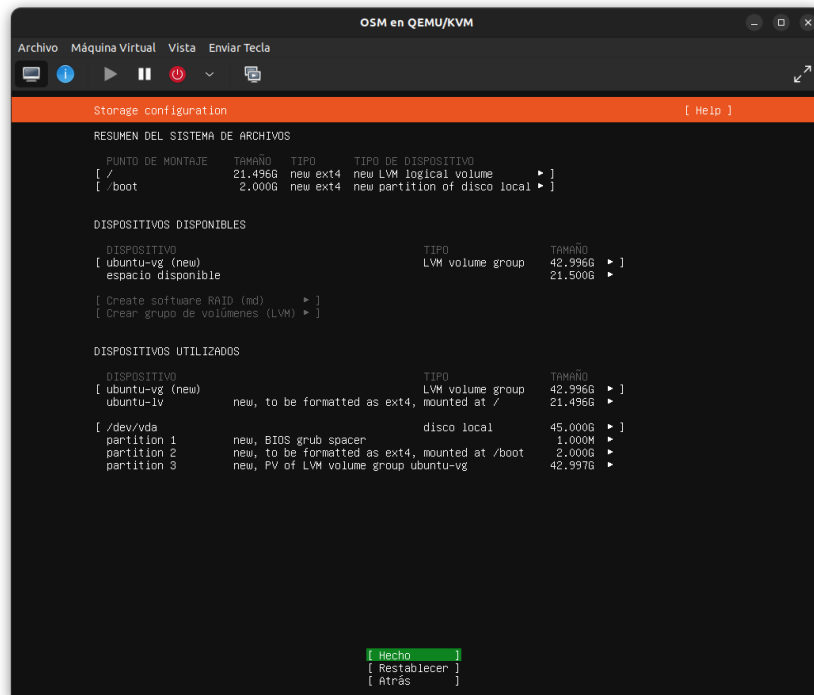 OSM en QEMU/KVM
Archivo Máquina Virtual Vista Enviar Tecla
Storage configuration [ Help ]
RESUMEN DEL SISTEMA DE ARCHIVOS
PUNTO DE MONTAJE TAMAÑO TIPO TIPO DE DISPOSITIVO
[ / 21.496G new ext4 new LVM logical volume ▸ ]
[ /boot 2.000G new ext4 new partition of disco local ▸ ]
DISPOSITIVOS DISPONIBLES
DISPOSITIVO TIPO TAMAÑO
[ ubuntu-vg (new) LVM volume group 42.996G ▸ ]
espacio disponible 21.500G ▸
[ Create software RAID (md) ▸ ]
[ Crear grupo de volúmenes (LVM) ▸ ]
DISPOSITIVOS UTILIZADOS
DISPOSITIVO TIPO TAMAÑO
[ ubuntu-vg (new) LVM volume group 42.996G ▸ ]
ubuntu-lv new, to be formatted as ext4, mounted at / 21.496G ▸
[ /dev/vda disco local 45.000G ▸ ]
partition 1 new, BIOS grub spacer 1.000M ▸
partition 2 new, to be formatted as ext4, mounted at /boot 2.000G ▸
partition 3 new, PV of LVM volume group ubuntu-vg 42.997G ▸
[ Hecho ]
[ Restablecer ]
[ Atrás ]